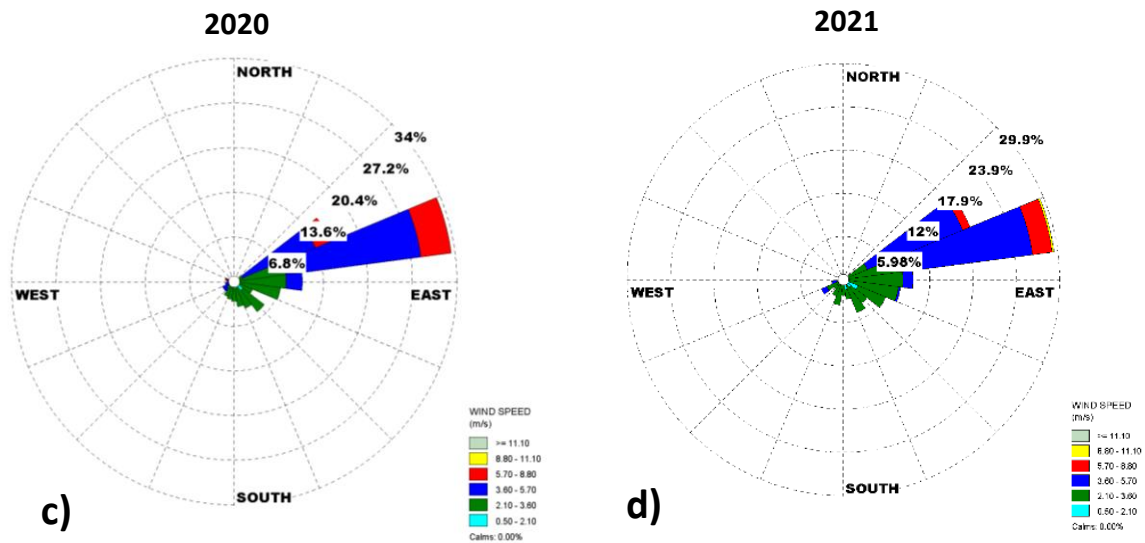 2020
NORTH
34%
27.2%
20.4%
13.6%
6.8%
WEST
EAST
SOUTH
WIND SPEED
(m/s)
>= 11.10
8.80 - 11.10
5.70 - 8.80
3.60 - 5.70
2.10 - 3.60
0.50 - 2.10
Calms: 0.00%
c)
2021
NORTH
29.9%
23.9%
17.9%
12%
5.98%
WEST
EAST
SOUTH
WIND SPEED
(m/s)
>= 11.10
8.80 - 11.10
5.70 - 8.80
3.60 - 5.70
2.10 - 3.60
0.50 - 2.10
Calms: 0.00%
d)